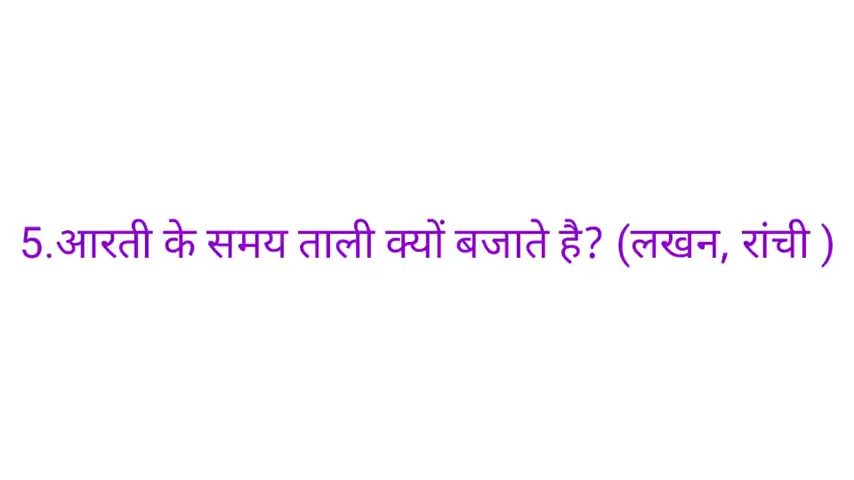 5.आरती के समय ताली क्यों बजाते है? (लखन, रांची )